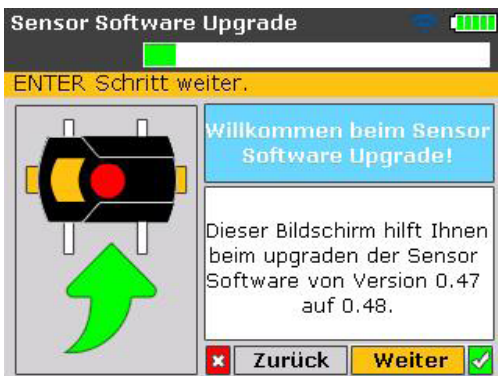 Sensor Software Upgrade
ENTER Schritt weiter.
Willkommen beim Sensor
Software Upgrade!
Dieser Bildschirm hilft Ihnen
beim upgraden der Sensor
Software von Version 0.47
auf 0.48.
Zurück Weiter